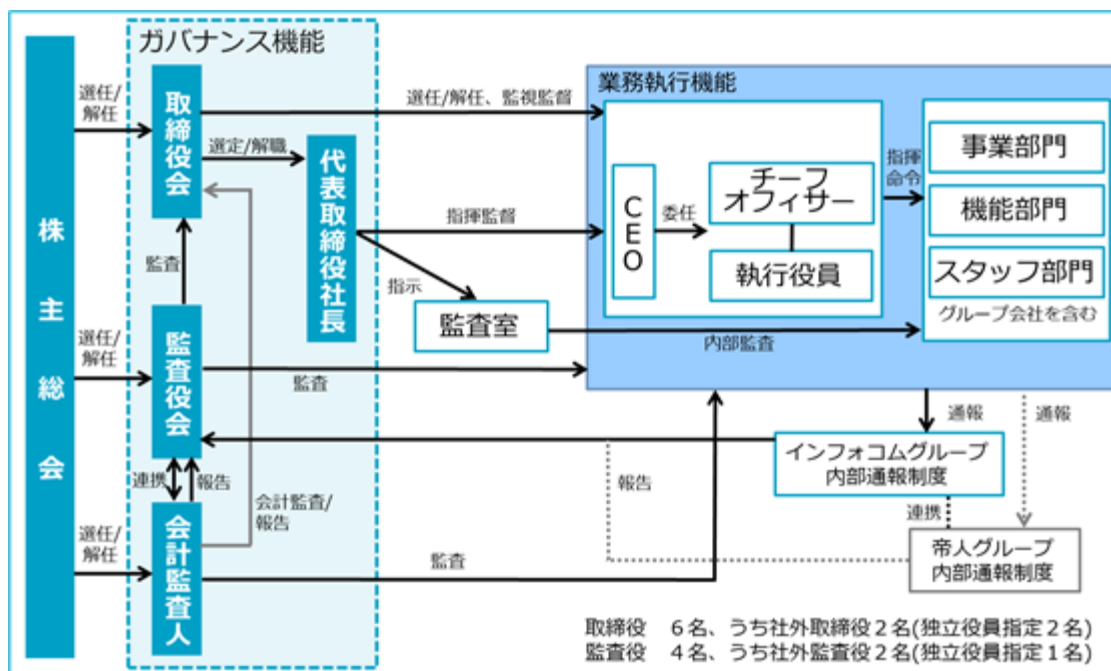 ガバナンス機能
株主総会
選任/
解任
取締役会
選任/解任、監視監督
選定/解職
代表取締役社長
監査
指揮監督
指示
監査室
内部監査
選任/
解任
監査役会
監査
連携
報告
会計監査/
報告
選任/
解任
会計監査人
監査
業務執行機能
CEO
委任
チーフ
オフィサー
執行役員
指揮
命令
事業部門
機能部門
スタッフ部門
グループ会社を含む
通報
通報
インフォコムグループ
内部通報制度
報告
連携
帝人グループ
内部通報制度
取締役 6名、うち社外取締役2名(独立役員指定2名)
監査役 4名、うち社外監査役2名(独立役員指定1名)